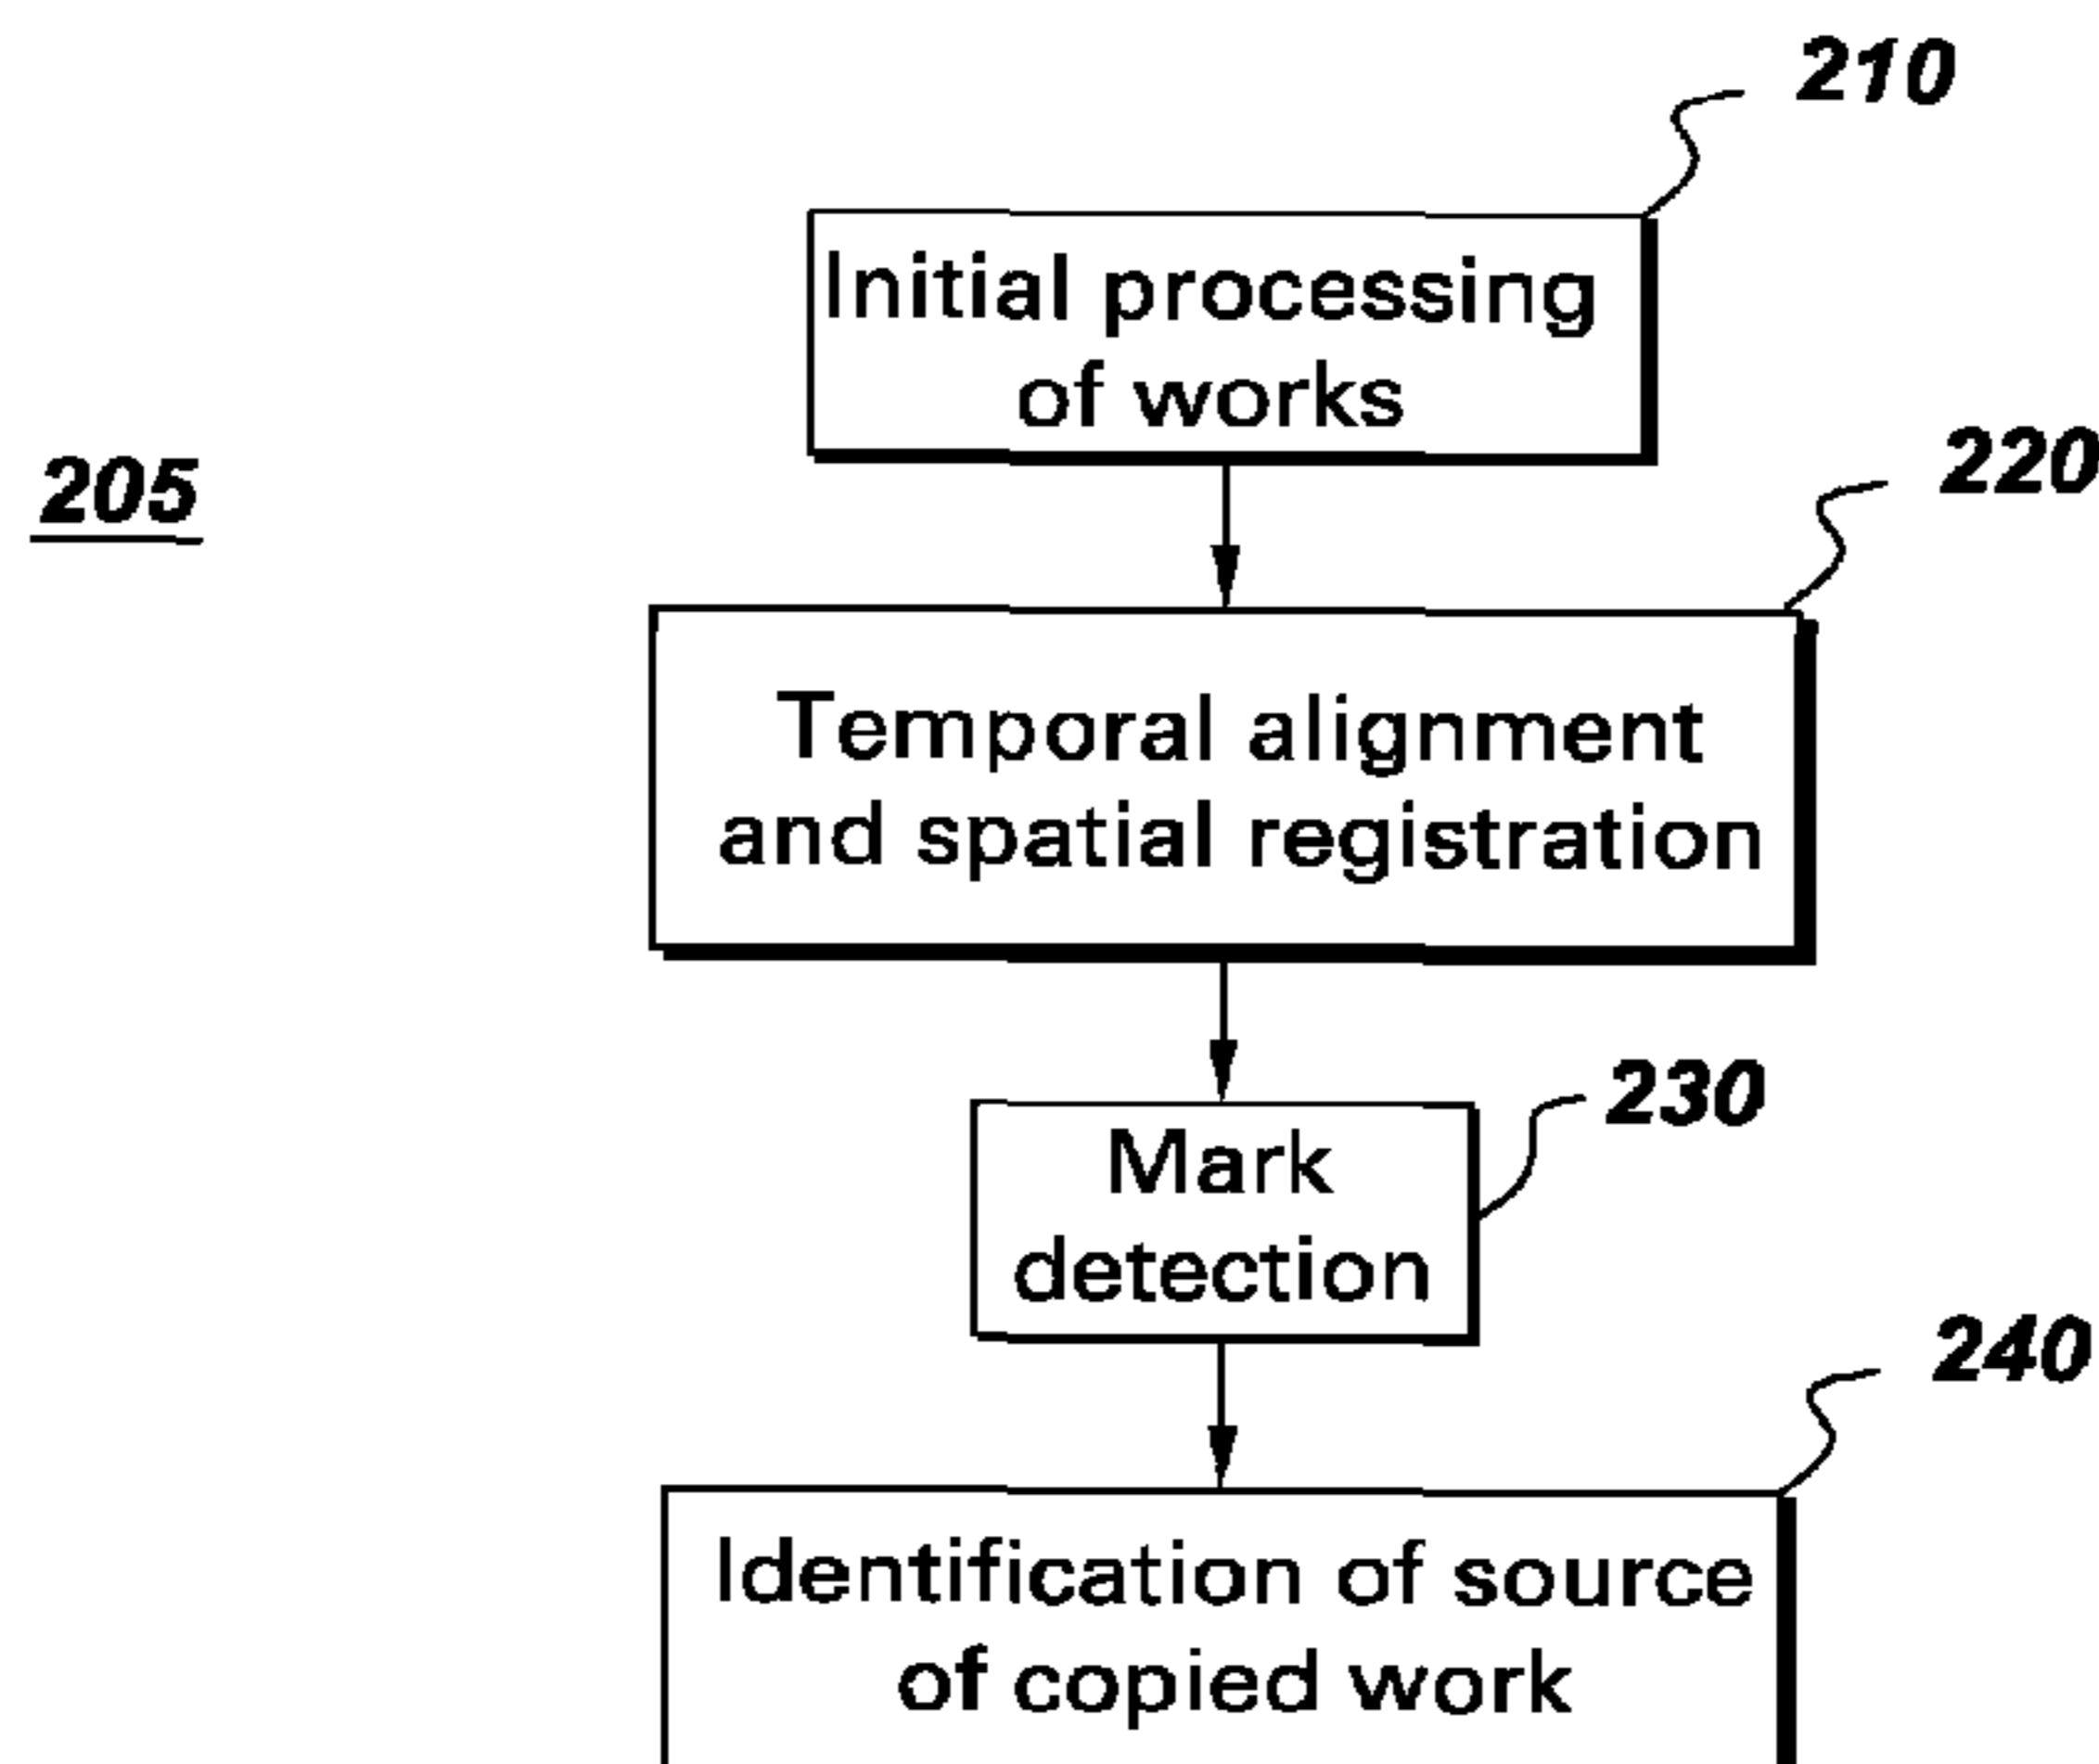 210
Initial processing
of works
205
220
Temporal alignment
and spatial registration
230
Mark
detection
240
Identification of source
of copied work